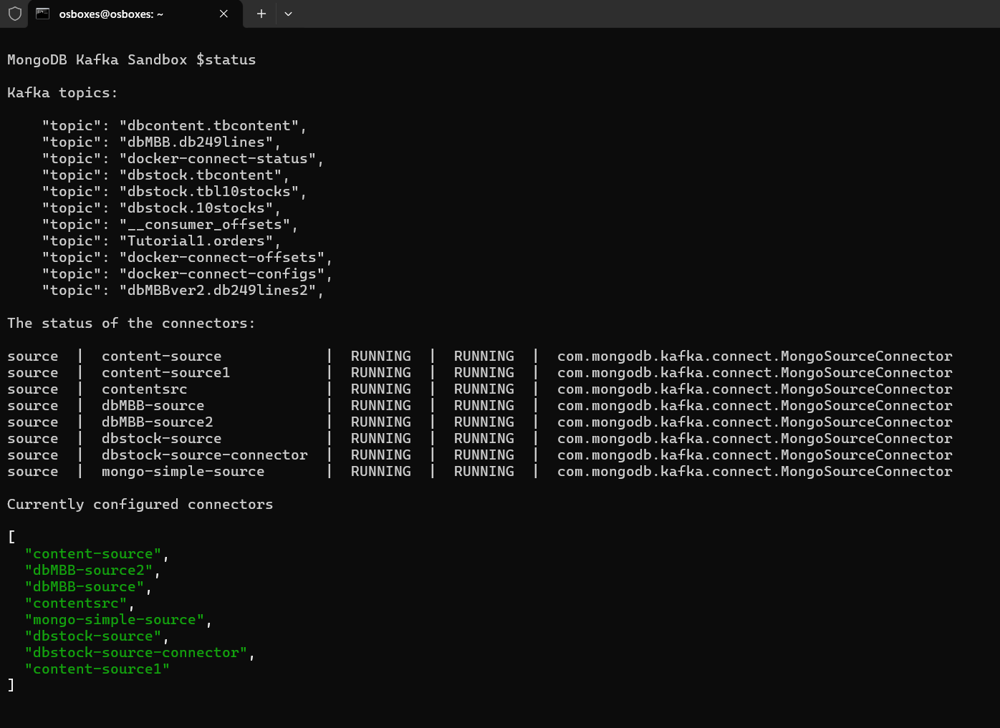 osboxes@osboxes: ~
MongoDB Kafka Sandbox $status
Kafka topics:
"topic": "dbcontent.tbcontent",
"topic": "dbMBB.db249lines",
"topic": "docker-connect-status",
"topic": "dbstock.tbcontent",
"topic": "dbstock.tbl10stocks",
"topic": "dbstock.10stocks",
"topic": "__consumer_offsets",
"topic": "Tutorial1.orders",
"topic": "docker-connect-offsets",
"topic": "docker-connect-configs",
"topic": "dbMBBver2.db249lines2",
The status of the connectors:
source | content-source | RUNNING | RUNNING | com.mongodb.kafka.connect.MongoSourceConnector
source | content-source1 | RUNNING | RUNNING | com.mongodb.kafka.connect.MongoSourceConnector
source | contentsrc | RUNNING | RUNNING | com.mongodb.kafka.connect.MongoSourceConnector
source | dbMBB-source | RUNNING | RUNNING | com.mongodb.kafka.connect.MongoSourceConnector
source | dbMBB-source2 | RUNNING | RUNNING | com.mongodb.kafka.connect.MongoSourceConnector
source | dbstock-source | RUNNING | RUNNING | com.mongodb.kafka.connect.MongoSourceConnector
source | dbstock-source-connector | RUNNING | RUNNING | com.mongodb.kafka.connect.MongoSourceConnector
source | mongo-simple-source | RUNNING | RUNNING | com.mongodb.kafka.connect.MongoSourceConnector
Currently configured connectors
[
"content-source",
"dbMBB-source2",
"dbMBB-source",
"contentsrc",
"mongo-simple-source",
"dbstock-source",
"dbstock-source-connector",
"content-source1"
]